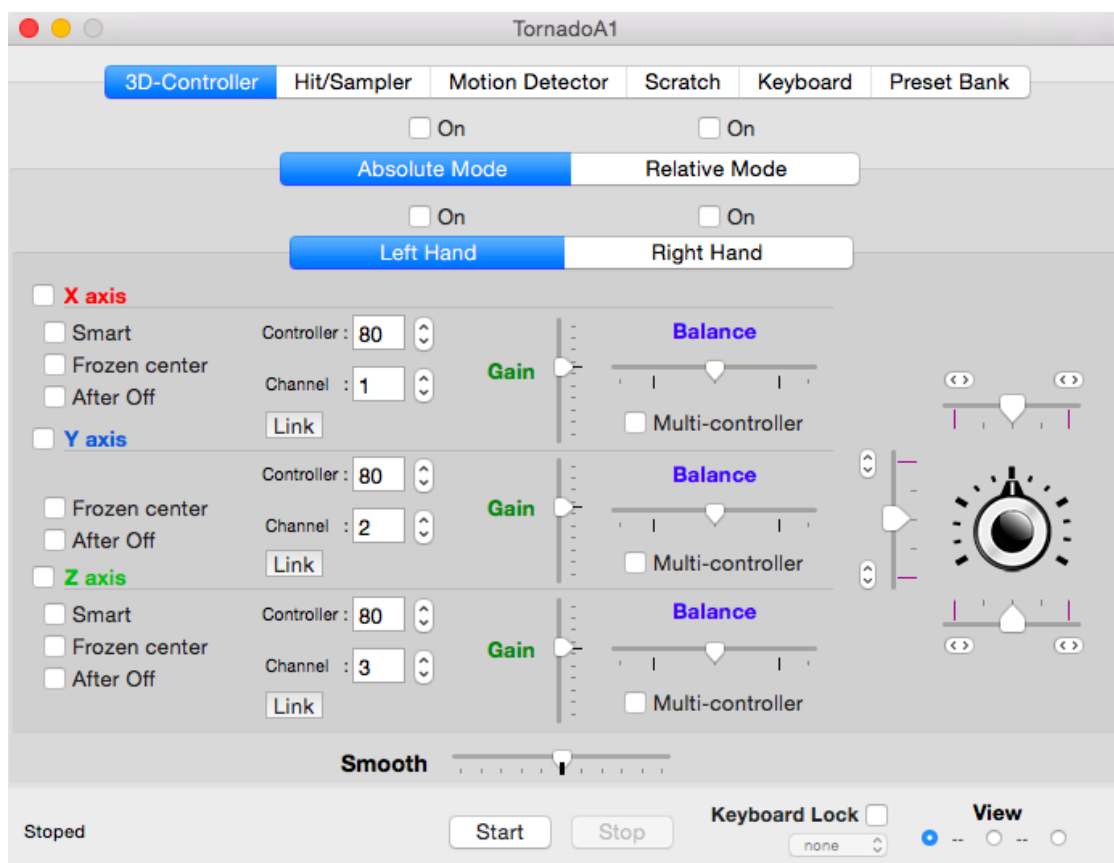 TornadoA1
3D-Controller Hit/Sampler Motion Detector Scratch Keyboard Preset Bank
On On
Absolute Mode Relative Mode
On On
Left Hand Right Hand
X axis
Smart Controller : 80 Balance
Frozen center Gain
After Off Channel : 1
Link Multi-controller
Y axis
Controller : 80 Balance
Frozen center Gain
After Off Channel : 2
Link Multi-controller
Z axis
Smart Controller : 80 Balance
Frozen center Gain
After Off Channel : 3
Link Multi-controller
Smooth
Keyboard Lock View
Stoped Start Stop
none -- --